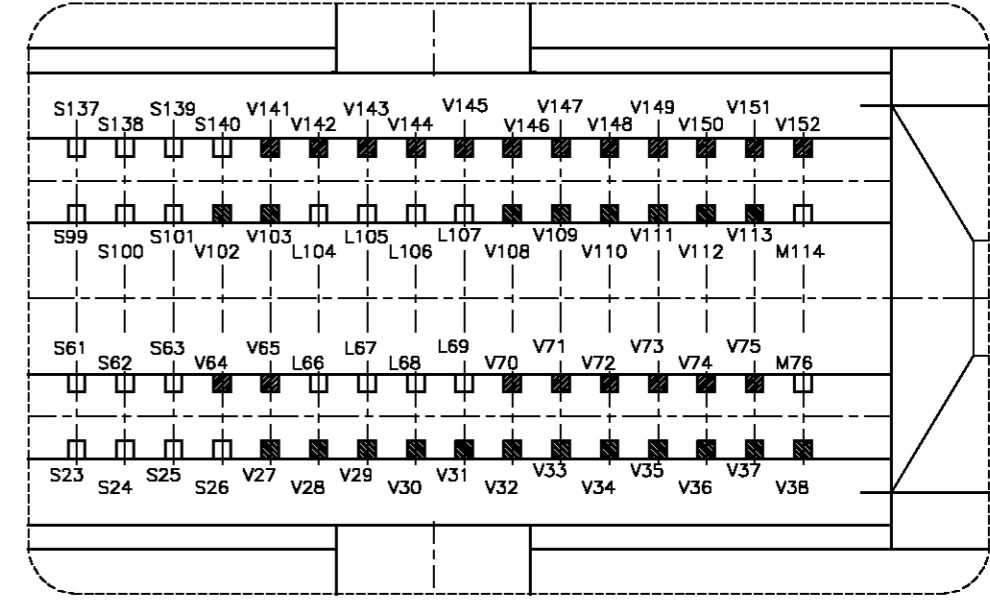 S137 S139 V141 V143 V145 V147 V149 V151
S138 S140 V142 V144 V146 V148 V150 V152
S99 S101 V103 L105 L107 V109 V111 V113
S100 V102 L104 L106 V108 V110 V112 M114
S61 S63 V65 L67 L69 V71 V73 V75
S62 V64 L66 L68 V70 V72 V74 M76
S23 S25 V27 V29 V31 V33 V35 V37
S24 S26 V28 V30 V32 V34 V36 V38